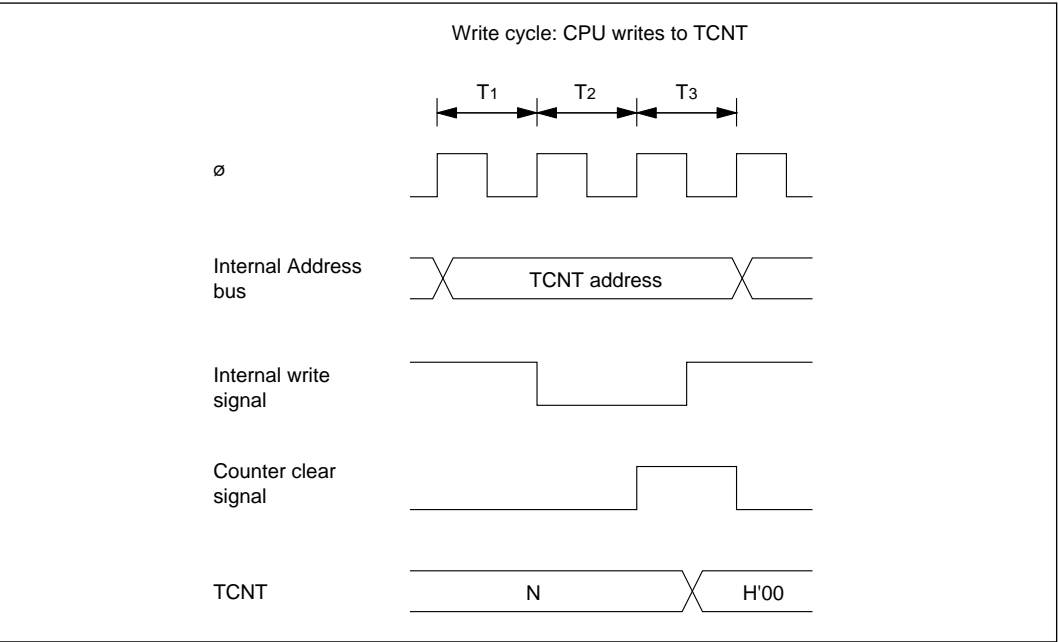 Write cycle: CPU writes to TCNT
T1 T2 T3
ø
Internal Address
bus
TCNT address
Internal write
signal
Counter clear
signal
TCNT
N
H'00